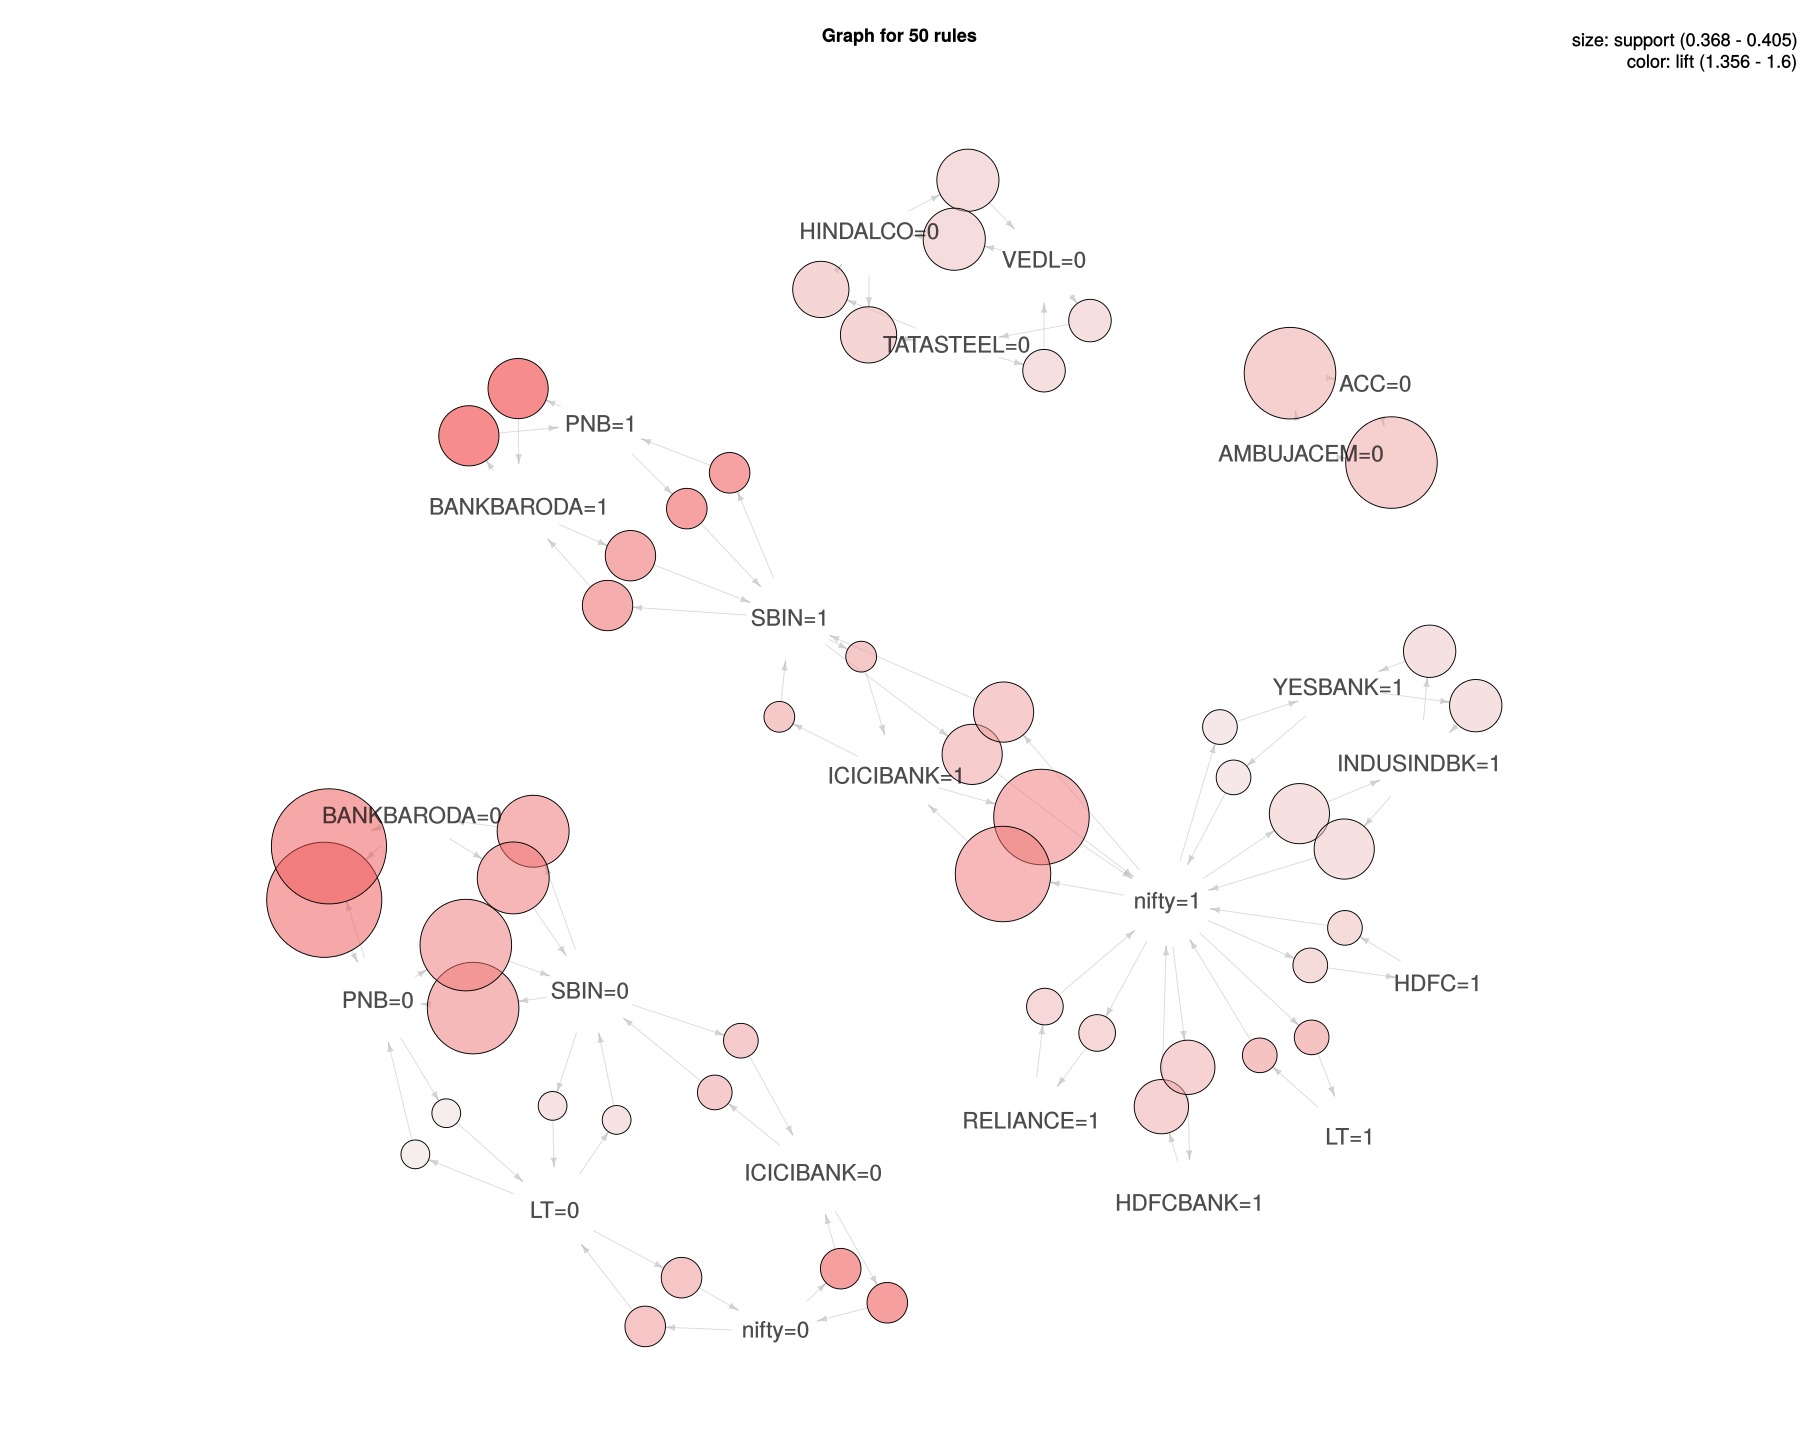 Graph for 50 rules
size: support (0.368 - 0.405)
color: lift (1.356 - 1.6)
HINDALCO=0
VEDL=0
TATASTEEL=0
ACC=0
PNB=1
AMBUJACEM=0
BANKBARODA=1
SBIN=1
YESBANK=1
INDUSINDBK=1
ICICIBANK=1
BANKBARODA=0
nifty=1
HDFC=1
SBIN=0
PNB=0
RELIANCE=1
LT=1
ICICIBANK=0
HDFCBANK=1
LT=0
nifty=0